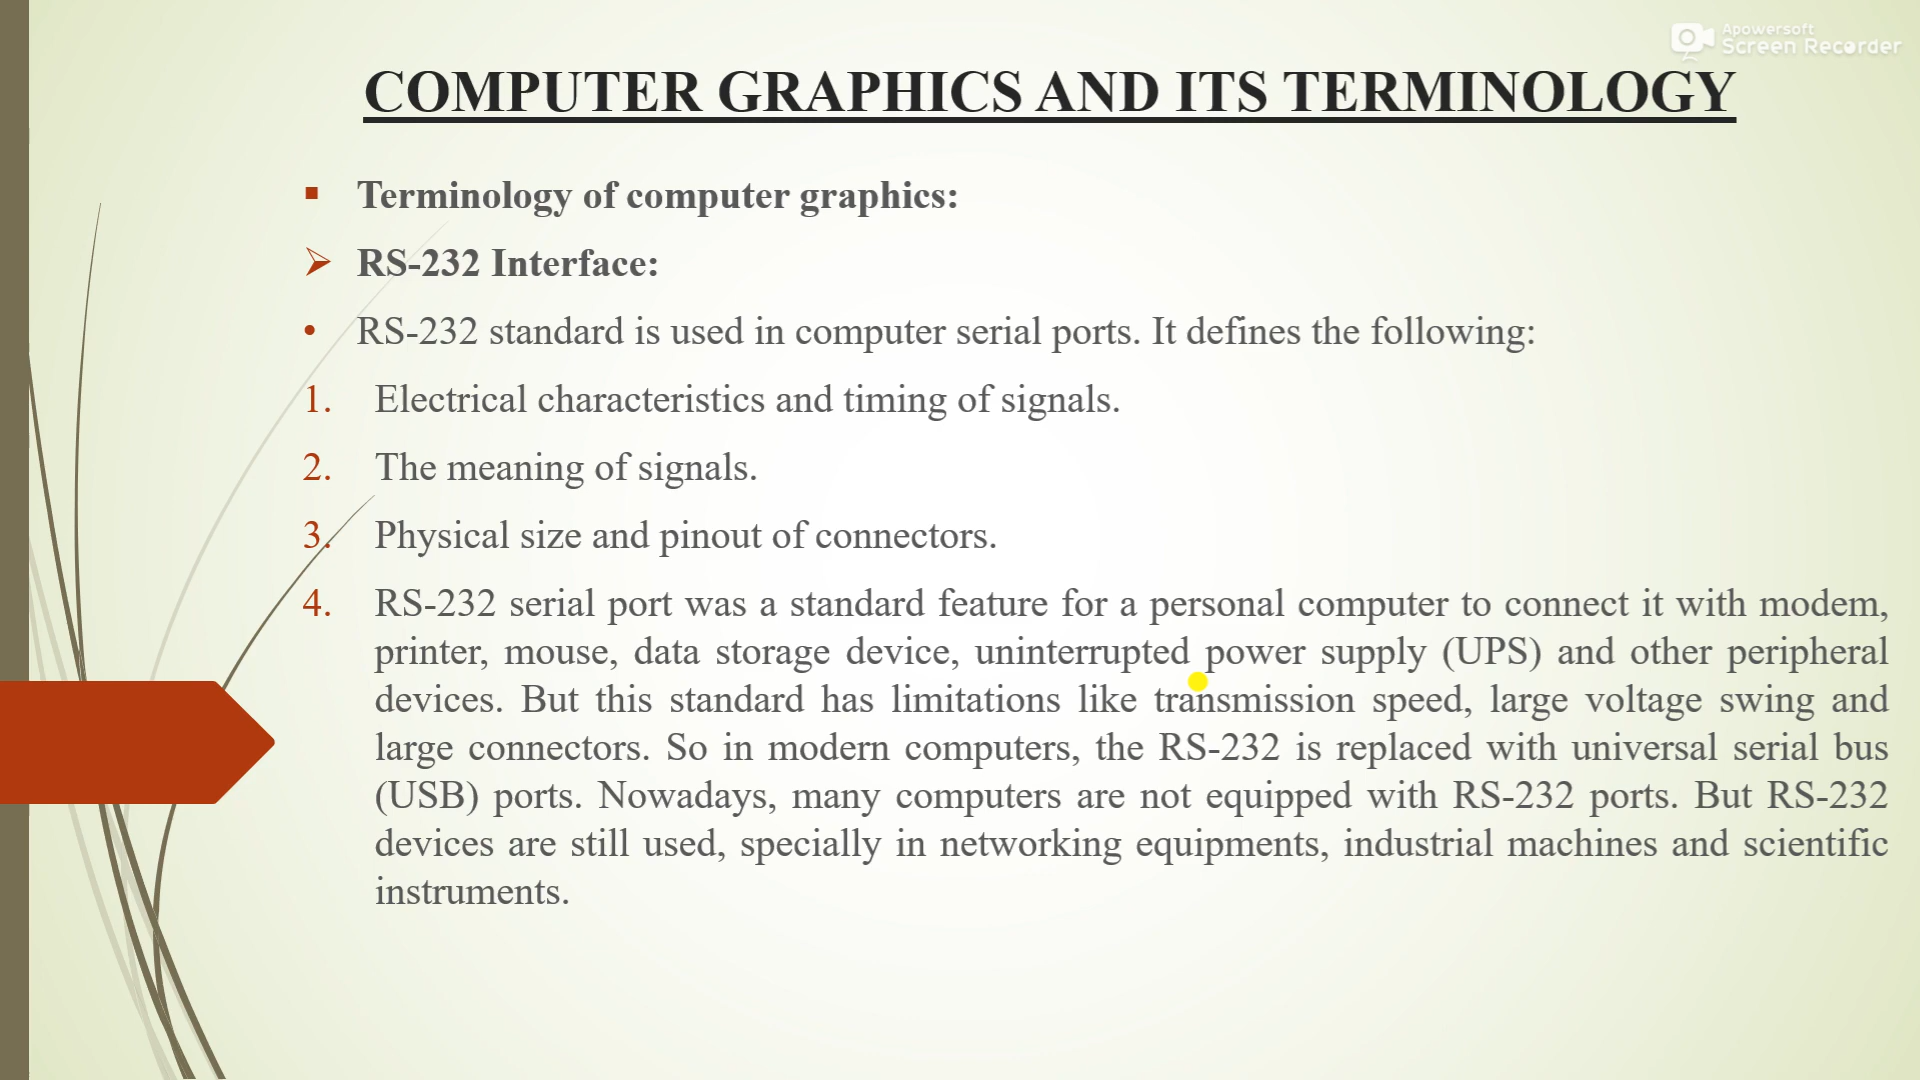 Apowersoft
Screen Recorder
COMPUTER GRAPHICS AND ITS TERMINOLOGY
▪ Terminology of computer graphics:
➢ RS-232 Interface:
• RS-232 standard is used in computer serial ports. It defines the following:
1. Electrical characteristics and timing of signals.
2. The meaning of signals.
3. Physical size and pinout of connectors.
4. RS-232 serial port was a standard feature for a personal computer to connect it with modem,
printer, mouse, data storage device, uninterrupted power supply (UPS) and other peripheral
devices. But this standard has limitations like transmission speed, large voltage swing and
large connectors. So in modern computers, the RS-232 is replaced with universal serial bus
(USB) ports. Nowadays, many computers are not equipped with RS-232 ports. But RS-232
devices are still used, specially in networking equipments, industrial machines and scientific
instruments.